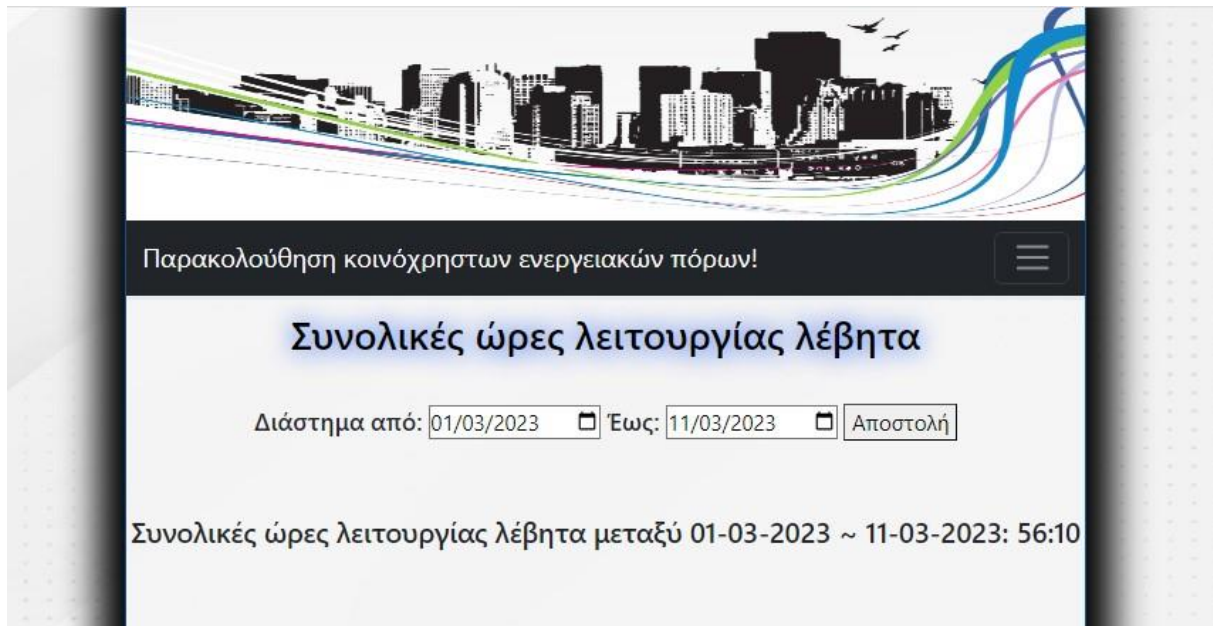 Παρακολούθηση κοινόχρηστων ενεργειακών πόρων!
Συνολικές ώρες λειτουργίας λέβητα
Διάστημα από: 01/03/2023 Έως: 11/03/2023 Αποστολή
Συνολικές ώρες λειτουργίας λέβητα μεταξύ 01-03-2023 ~ 11-03-2023: 56:10